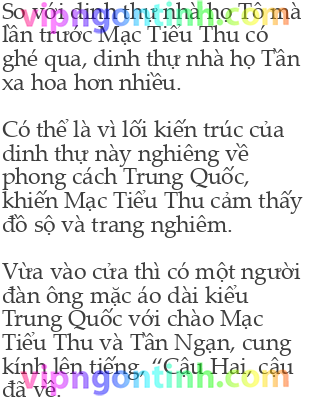 So với dinh thự nhà họ Tô mà
lần trước Mạc Tiểu Thu có
ghé qua, dinh thự nhà họ Tần
xa hoa hơn nhiều.
Có thể là vì lối kiến trúc của
dinh thự này nghiêng về
phong cách Trung Quốc,
khiến Mạc Tiểu Thu cảm thấy
đồ sộ và trang nghiêm.
Vừa vào cửa thì có một người
đàn ông mặc áo dài kiểu
Trung Quốc với chào Mạc
Tiểu Thu và Tần Ngạn, cung
kính lên tiếng, “Cậu Hai, cậu
đã về.
vipngontinh.com
vipngontinh.com